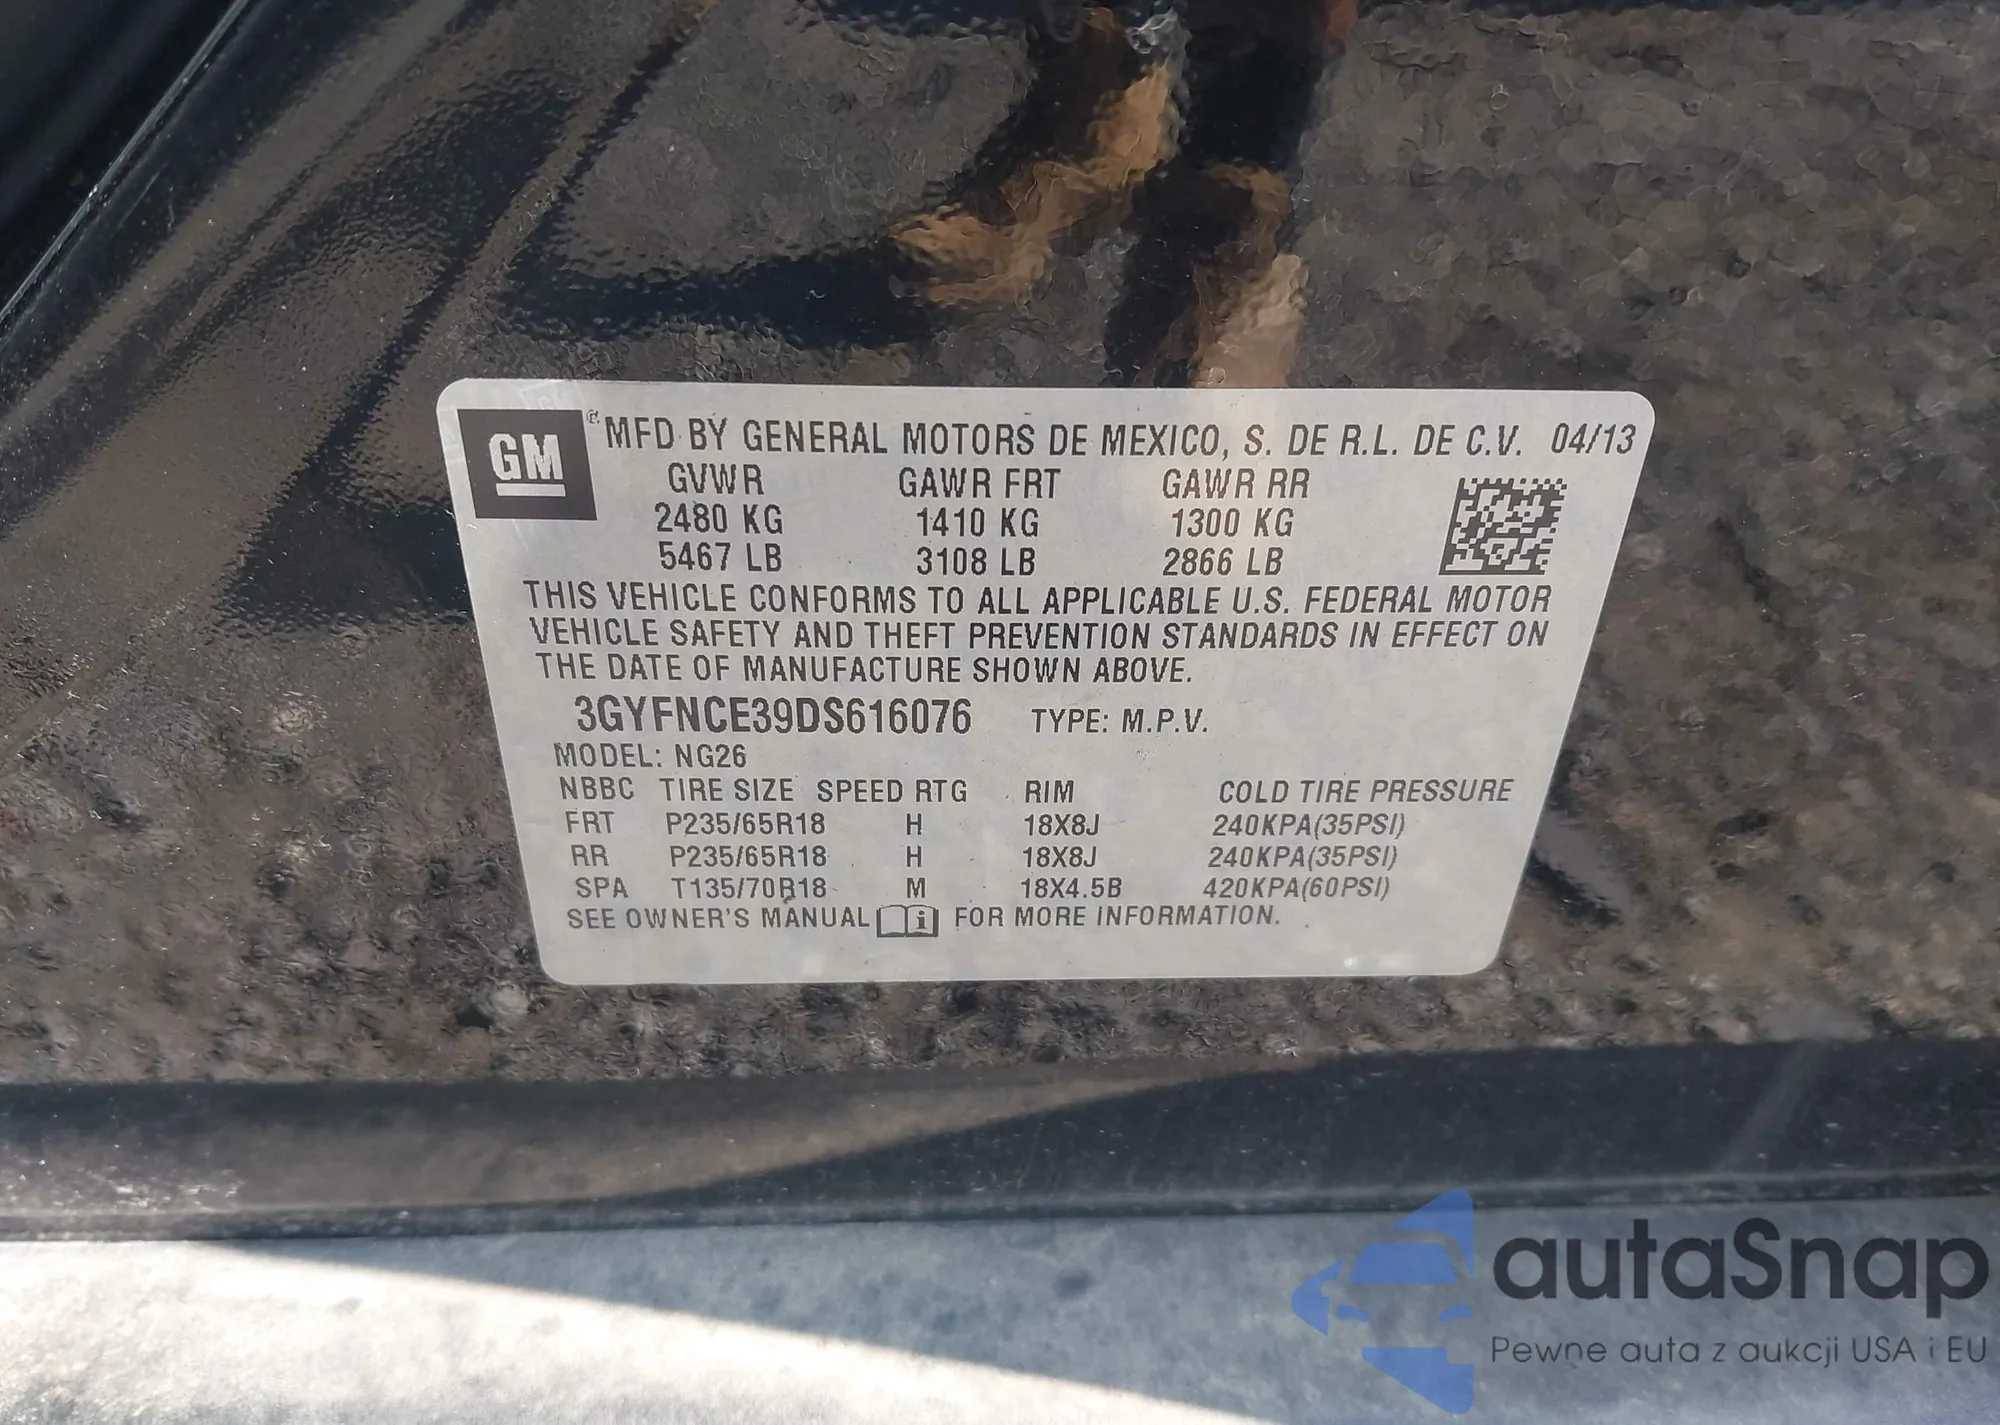 GM ® MFD BY GENERAL MOTORS DE MEXICO, S. DE R.L. DE C.V. 04/13
GVWR GAWR FRT GAWR RR
2480 KG 1410 KG 1300 KG
5467 LB 3108 LB 2866 LB
THIS VEHICLE CONFORMS TO ALL APPLICABLE U.S. FEDERAL MOTOR
VEHICLE SAFETY AND THEFT PREVENTION STANDARDS IN EFFECT ON
THE DATE OF MANUFACTURE SHOWN ABOVE.
3GYFNCE39DS616076 TYPE: M.P.V.
MODEL: NG26
NBBC TIRE SIZE SPEED RTG RIM COLD TIRE PRESSURE
FRT P235/65R18 H 18X8J 240KPA(35PSI)
RR P235/65R18 H 18X8J 240KPA(35PSI)
SPA T135/70R18 M 18X4.5B 420KPA(60PSI)
SEE OWNER'S MANUAL i FOR MORE INFORMATION.
autaSnap
Pewne auta z aukcji USA i EU